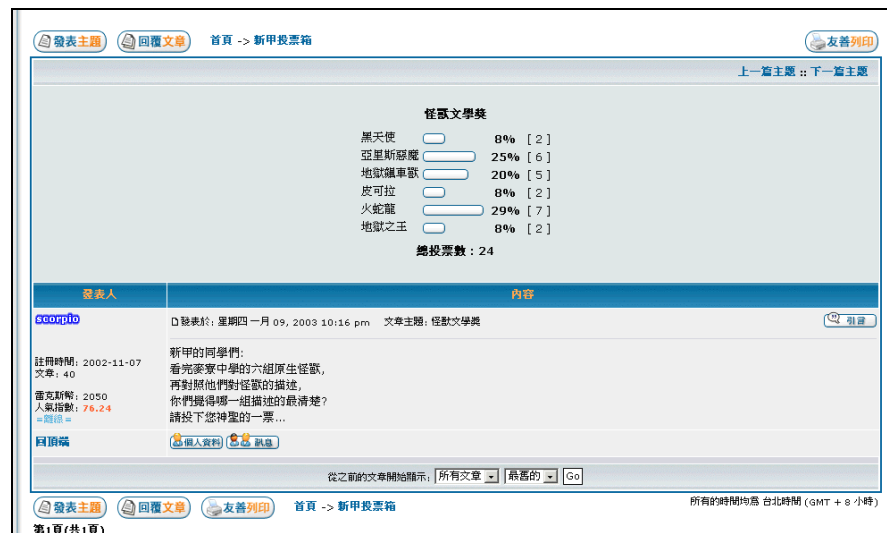 發表主題 回覆文章 首頁 -> 新甲投票箱 友善列印
上一篇主題 :: 下一篇主題
怪獸文學獎
黑天使 8% [ 2 ]
亞里斯惡魔 25% [ 6 ]
地獄飆車獸 20% [ 5 ]
皮可拉 8% [ 2 ]
火蛇龍 29% [ 7 ]
地獄之王 8% [ 2 ]
總投票數 : 24
發表人 內容
scorpio 發表於: 星期四 一月 09, 2003 10:16 pm 文章主題: 怪獸文學獎 引言
註冊時間: 2002-11-07
文章: 40
雷克斯幣: 2050
人氣指數: 76.24
=離線=
新甲的同學們:
看完麥寮中學的六組原生怪獸,
再對照他們對怪獸的描述,
你們覺得哪一組描述的最清楚?
請投下您神聖的一票...
回頂端 個人資料 訊息
從之前的文章開始顯示: 所有文章 最舊的 Go
發表主題 回覆文章 友善列印 首頁 -> 新甲投票箱 所有的時間均為 台北時間 (GMT + 8 小時)
第1頁(共1頁)